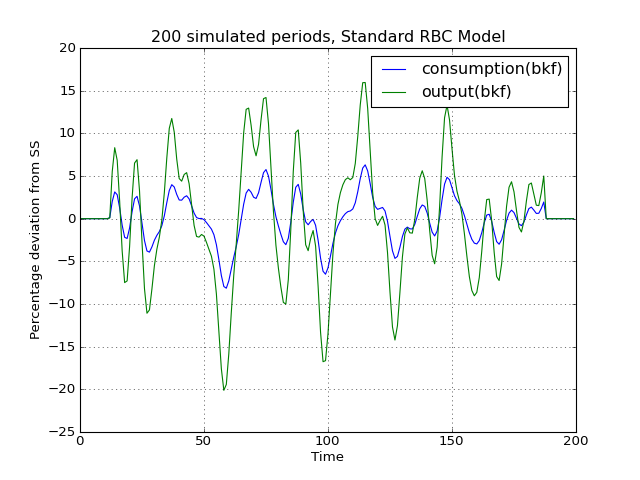 200 simulated periods, Standard RBC Model
consumption(bkf)
output(bkf)
Percentage deviation from SS
20
15
10
5
0
−5
−10
−15
−20
−25
0 50 100 150 200
Time